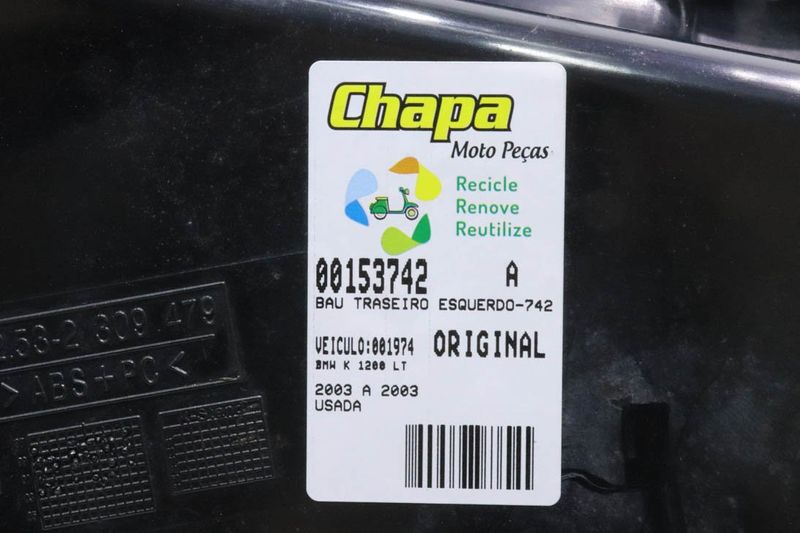 Chapa
Moto Peças
Recicle
Renove
Reutilize
00153742 A
BAU TRASEIRO ESQUERDO-742
VEICULO:001974 ORIGINAL
BMW K 1200 LT
2003 A 2003
USADA
.53-2 309 479
>ABS+PC<